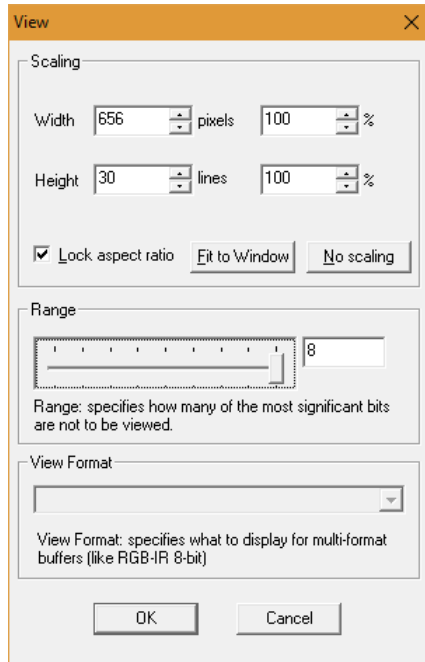 View
Scaling
Width 656 pixels 100 %
Height 30 lines 100 %
Lock aspect ratio Fit to Window No scaling
Range
8
Range: specifies how many of the most significant bits
are not to be viewed.
View Format
View Format: specifies what to display for multi-format
buffers (like RGB-IR 8-bit)
OK Cancel